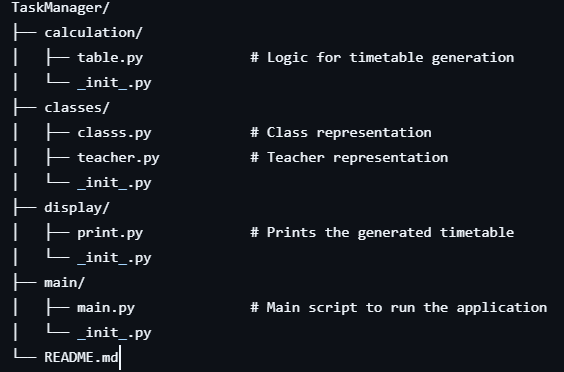 TaskManager/
├── calculation/
│   ├── table.py             # Logic for timetable generation
│   └── _init_.py
├── classes/
│   ├── classs.py            # Class representation
│   ├── teacher.py           # Teacher representation
│   └── _init_.py
├── display/
│   ├── print.py             # Prints the generated timetable
│   └── _init_.py
├── main/
│   ├── main.py              # Main script to run the application
│   └── _init_.py
└── README.md